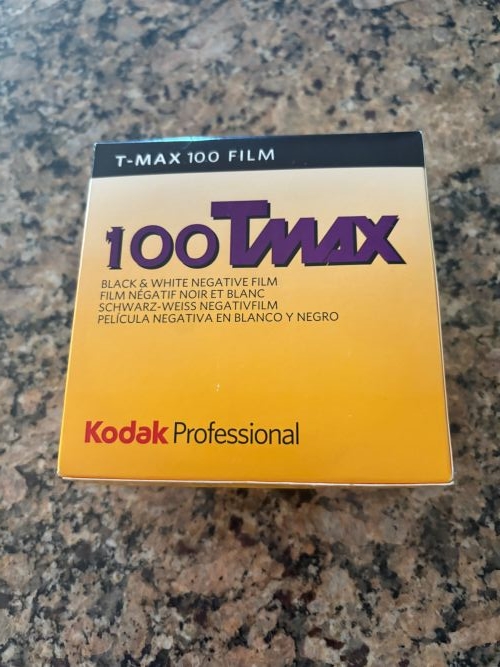 T-MAX 100 FILM
100 TMAX
BLACK & WHITE NEGATIVE FILM
FILM NÉGATIF NOIR ET BLANC
SCHWARZ-WEISS NEGATIVFILM
PELÍCULA NEGATIVA EN BLANCO Y NEGRO
Kodak Professional